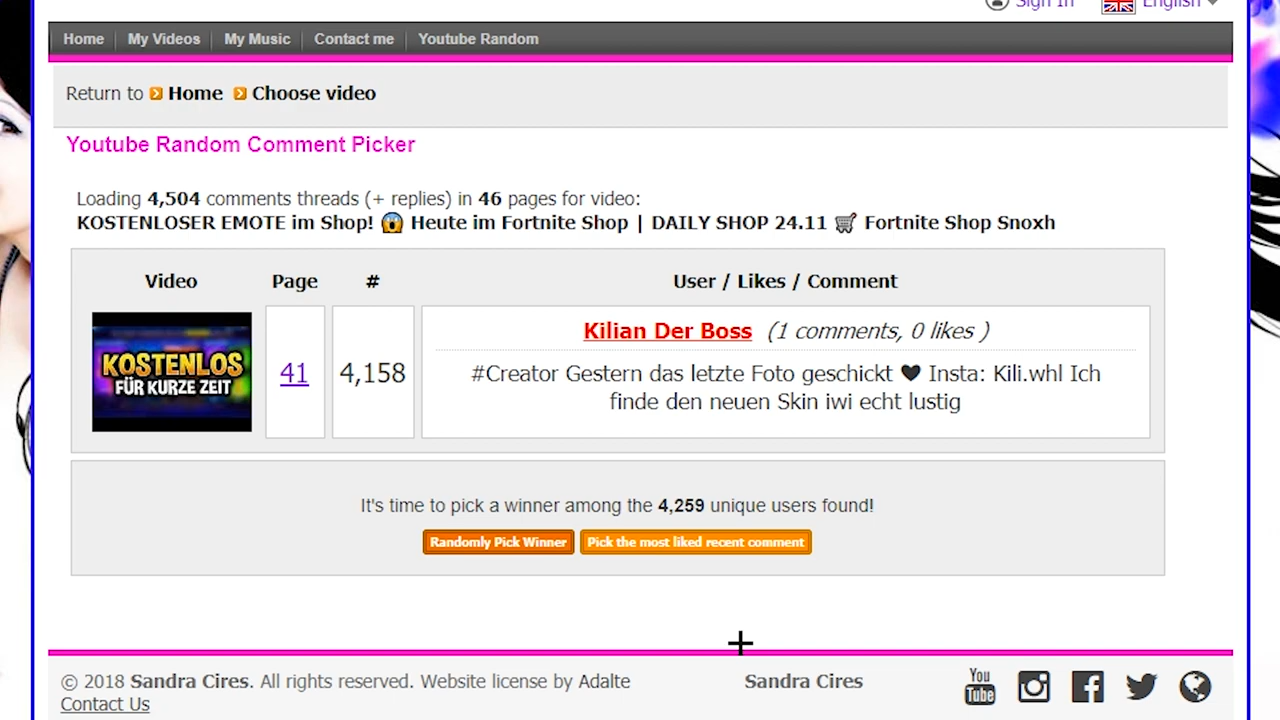 Sign In English
Home My Videos My Music Contact me Youtube Random
Return to Home Choose video
Youtube Random Comment Picker
Loading 4,504 comments threads (+ replies) in 46 pages for video:
KOSTENLOSER EMOTE im Shop! 😱 Heute im Fortnite Shop | DAILY SHOP 24.11 🛒 Fortnite Shop Snoxh
Video Page # User / Likes / Comment
KOSTENLOS
FÜR KURZE ZEIT
41
4,158
Kilian Der Boss (1 comments, 0 likes )
#Creator Gestern das letzte Foto geschickt ♥ Insta: Kili.whl Ich
finde den neuen Skin iwi echt lustig
It's time to pick a winner among the 4,259 unique users found!
Randomly Pick Winner Pick the most liked recent comment
© 2018 Sandra Cires. All rights reserved. Website license by Adalte
Contact Us
Sandra Cires
You
Tube